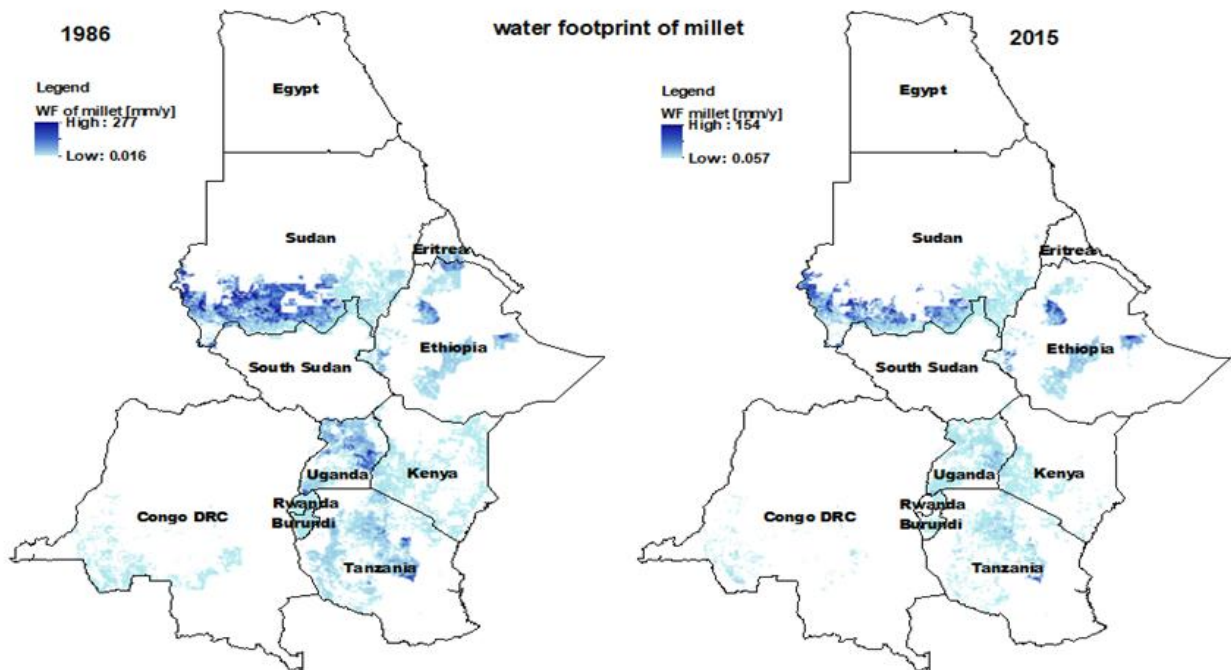 water footprint of millet
1986
Legend
WF of millet [mm/y]
High : 277
Low: 0.016
Egypt
Sudan
Eritrea
Ethiopia
South Sudan
Uganda
Kenya
Rwanda
Burundi
Congo DRC
Tanzania
2015
Legend
WF millet [mm/y]
High : 154
Low: 0.057
Egypt
Sudan
Eritrea
Ethiopia
South Sudan
Uganda
Kenya
Rwanda
Burundi
Congo DRC
Tanzania